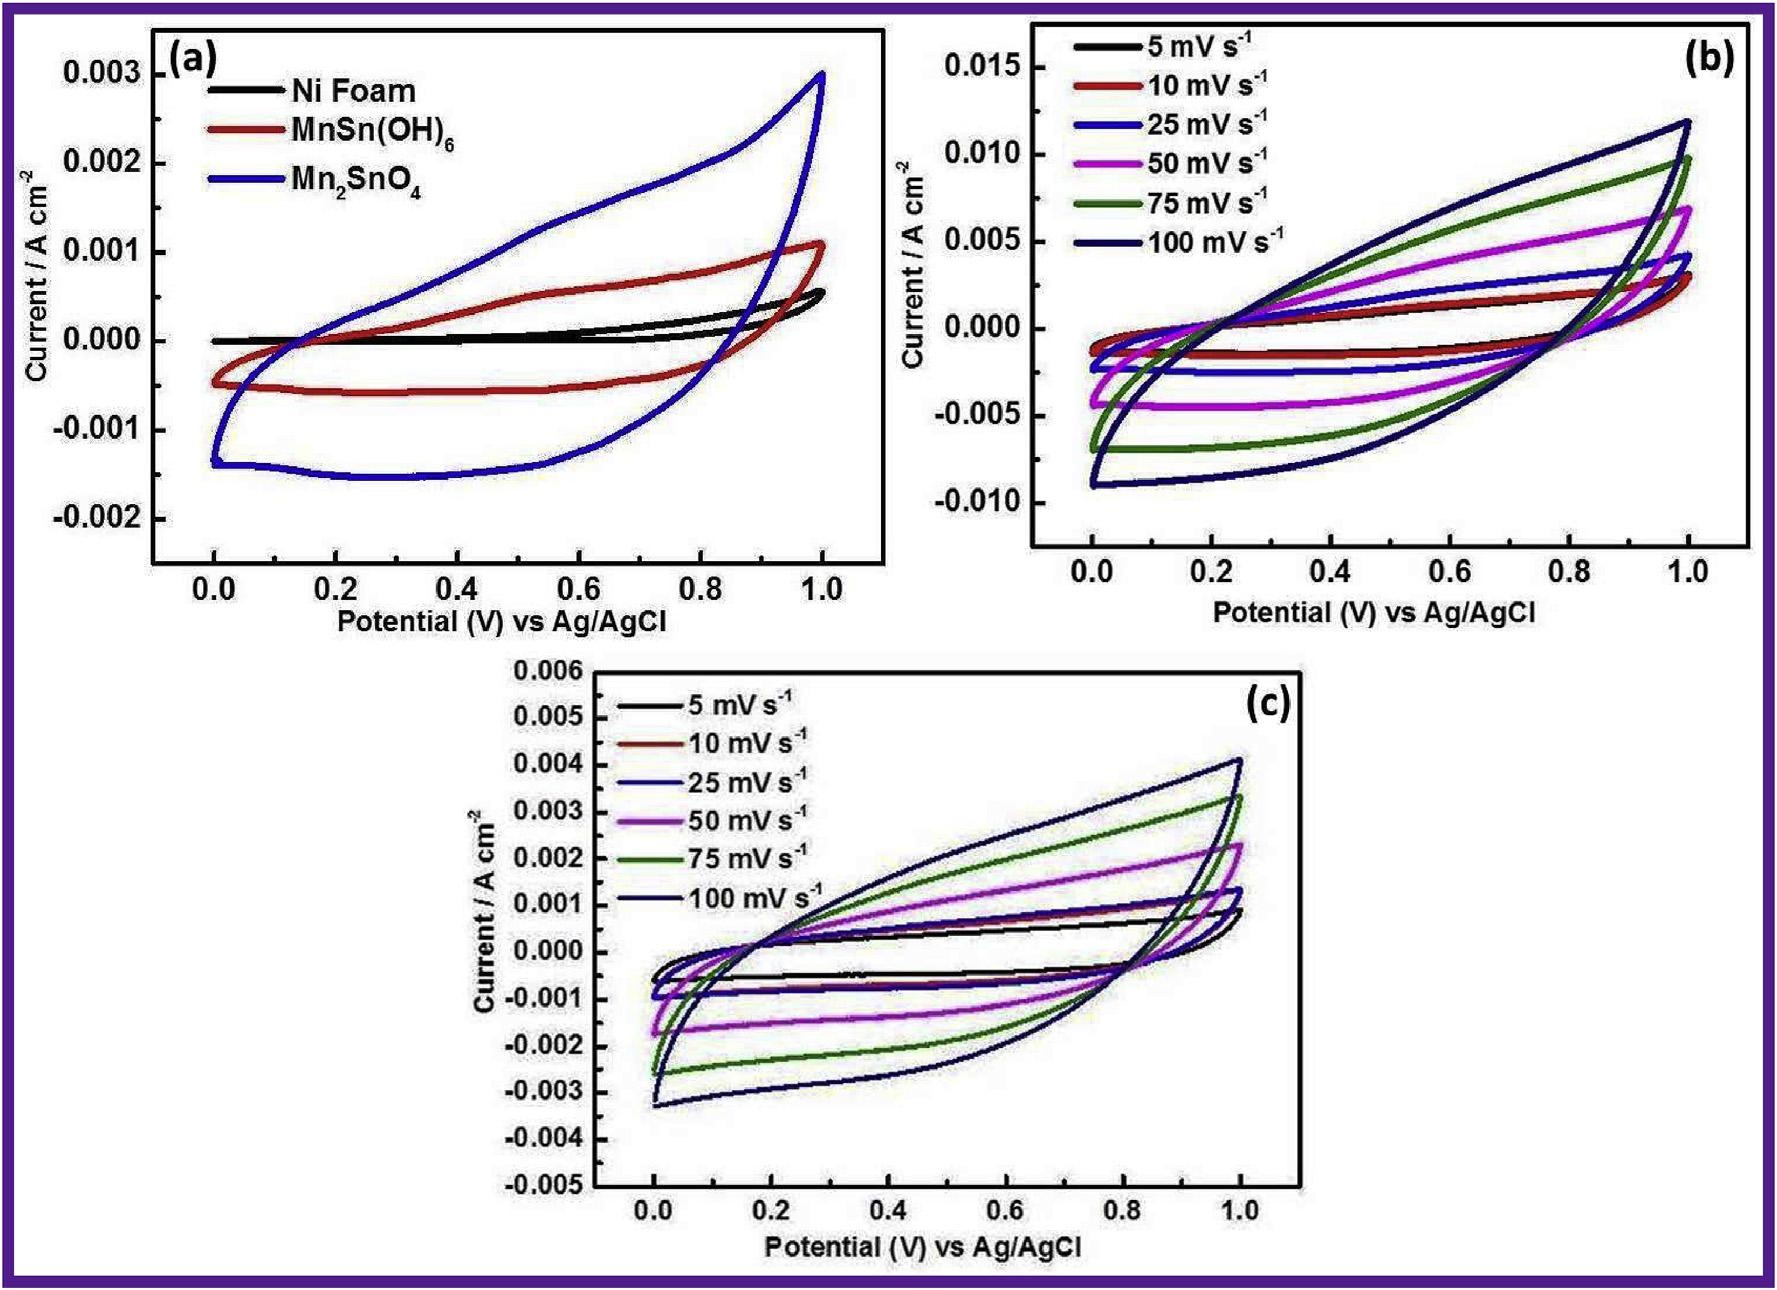 (a)
Ni Foam
MnSn(OH)₆
Mn₂SnO₄
0.003
0.002
0.001
0.000
-0.001
-0.002
Current / A cm⁻²
0.0 0.2 0.4 0.6 0.8 1.0
Potential (V) vs Ag/AgCl
(b)
5 mV s⁻¹
10 mV s⁻¹
25 mV s⁻¹
50 mV s⁻¹
75 mV s⁻¹
100 mV s⁻¹
0.015
0.010
0.005
0.000
-0.005
-0.010
Current / A cm⁻²
0.0 0.2 0.4 0.6 0.8 1.0
Potential (V) vs Ag/AgCl
(c)
5 mV s⁻¹
10 mV s⁻¹
25 mV s⁻¹
50 mV s⁻¹
75 mV s⁻¹
100 mV s⁻¹
0.006
0.005
0.004
0.003
0.002
0.001
0.000
-0.001
-0.002
-0.003
-0.004
-0.005
Current / A cm⁻²
0.0 0.2 0.4 0.6 0.8 1.0
Potential (V) vs Ag/AgCl